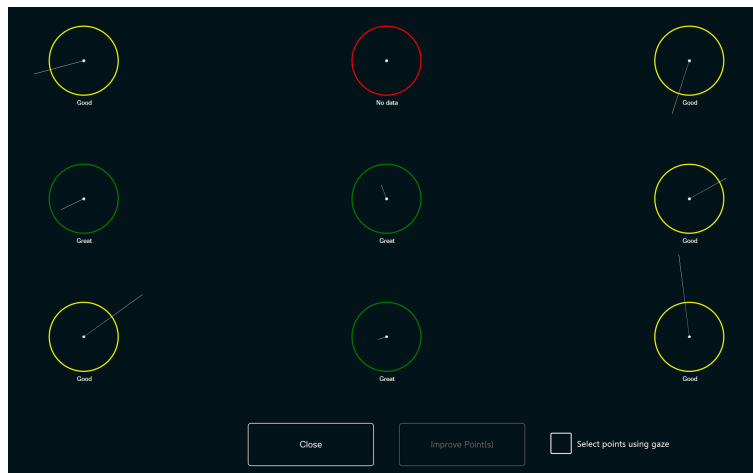 Good
No data
Good
Great
Great
Good
Good
Great
Good
Close
Improve Point(s)
Select points using gaze